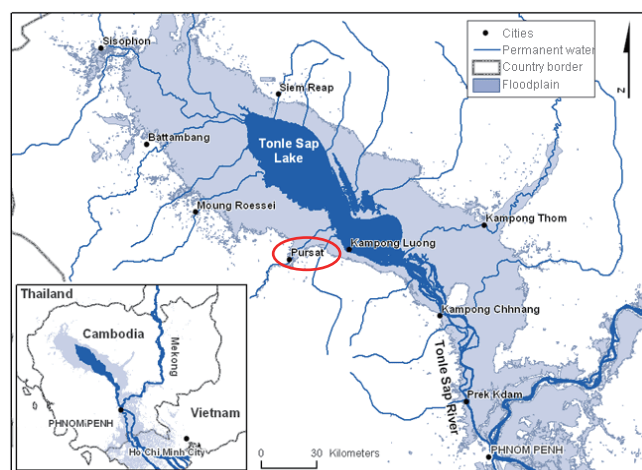 Sisophon
Cities
Permanent water
Country border
Floodplain
Z
Siem Reap
Battambang
Tonle Sap
Lake
Moung Roessei
Kampong Thom
Pursat
Kampong Luong
Thailand
Cambodia
Mekong
Kampong Chhnang
Tonle Sap River
Vietnam
PHNOM PENH
Prek Kdam
Ho Chi Minh City
PHNOM PENH
0 30 Kilometers